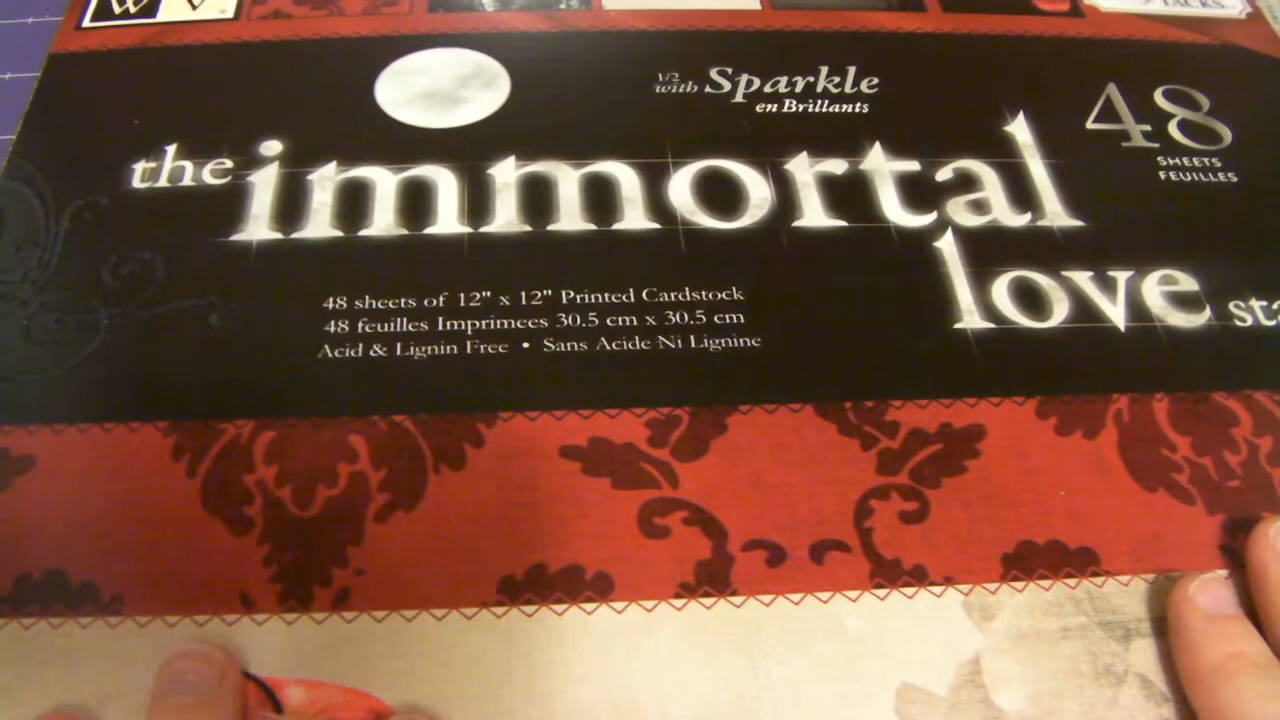 W V
1/2
with Sparkle
en Brillants
48
SHEETS
FEUILLES
the immortal
love sta
48 sheets of 12" x 12" Printed Cardstock
48 feuilles Imprimees 30.5 cm x 30.5 cm
Acid & Lignin Free • Sans Acide Ni Lignine